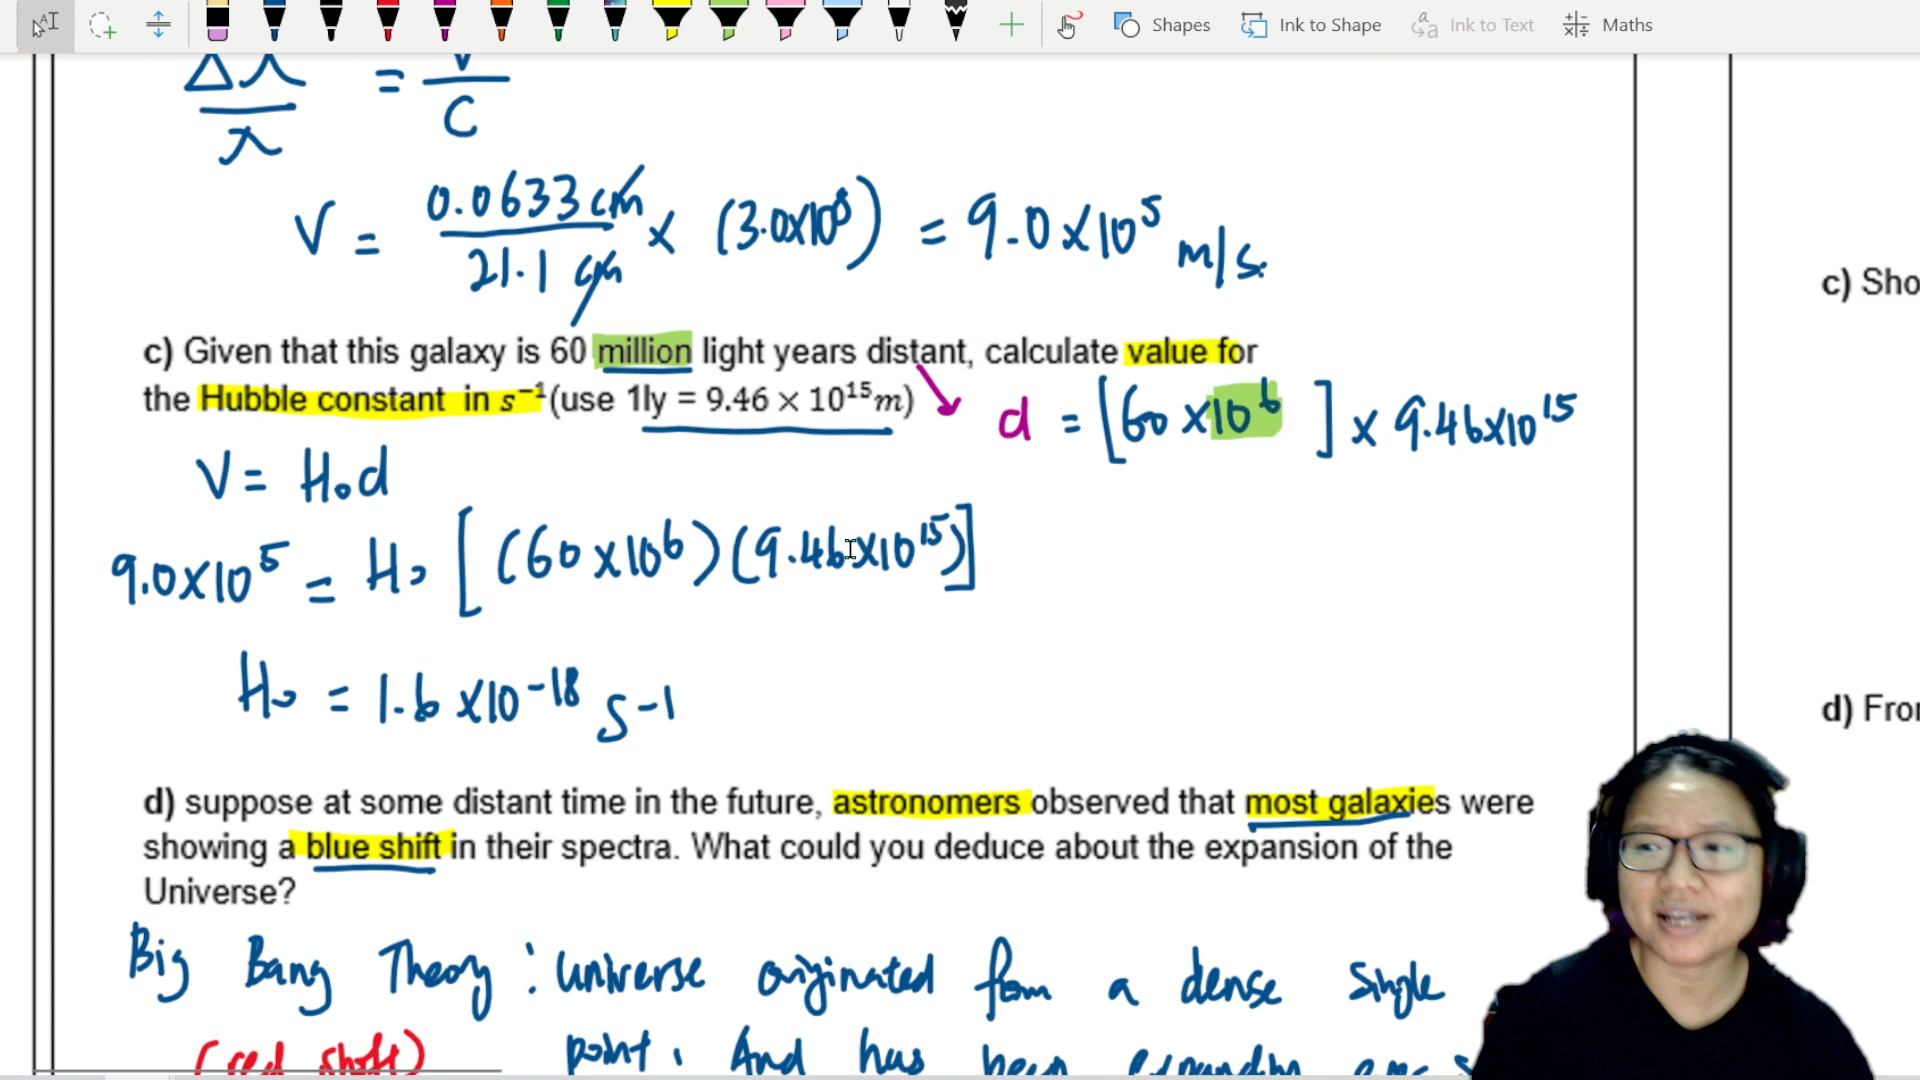 Shapes Ink to Shape Ink to Text Maths
Δλ/λ = V/C
V = 0.0633 cm/21.1 cm × (3.0×10⁸) = 9.0 × 10⁵ m/s.
c) Sho
c) Given that this galaxy is 60 million light years distant, calculate value for
the Hubble constant in s⁻¹(use 1ly = 9.46 × 10¹⁵m)
d = [60 ×10⁶ ] × 9.46×10¹⁵
V = H₀d
9.0×10⁵ = H₀ [(60 ×10⁶)(9.46×10¹⁵)]
H₀ = 1.6 ×10⁻¹⁸ s⁻¹
d) Fro
d) suppose at some distant time in the future, astronomers observed that most galaxies were
showing a blue shift in their spectra. What could you deduce about the expansion of the
Universe?
Big Bang Theory : universe originated from a dense single
(red shift) point. And has been expanding